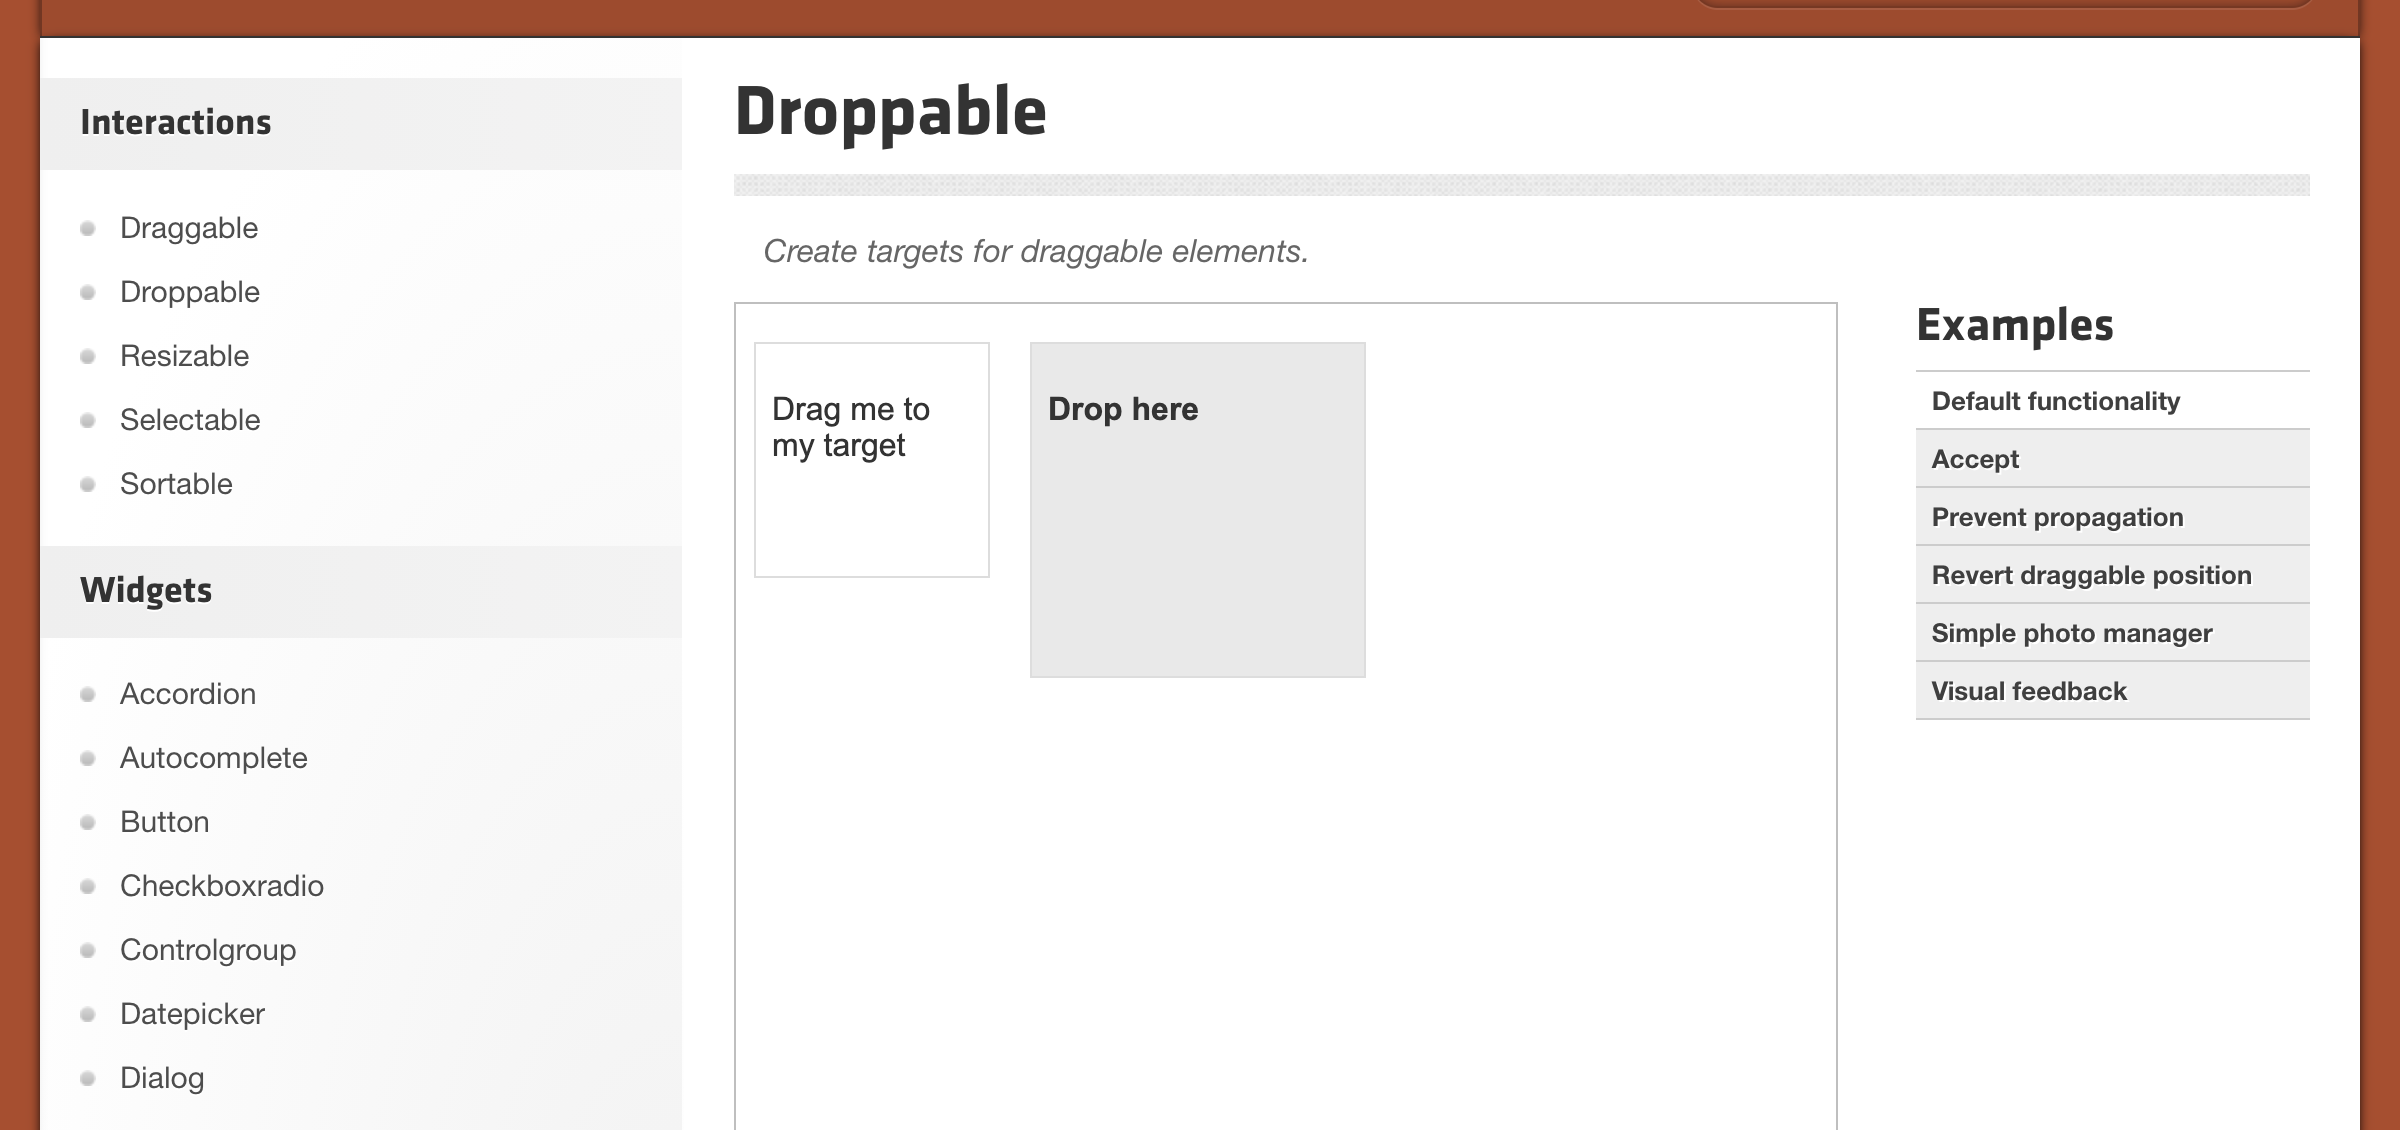 Interactions
Draggable
Droppable
Resizable
Selectable
Sortable
Widgets
Accordion
Autocomplete
Button
Checkboxradio
Controlgroup
Datepicker
Dialog
Droppable
Create targets for draggable elements.
Drag me to
my target
Drop here
Examples
Default functionality
Accept
Prevent propagation
Revert draggable position
Simple photo manager
Visual feedback